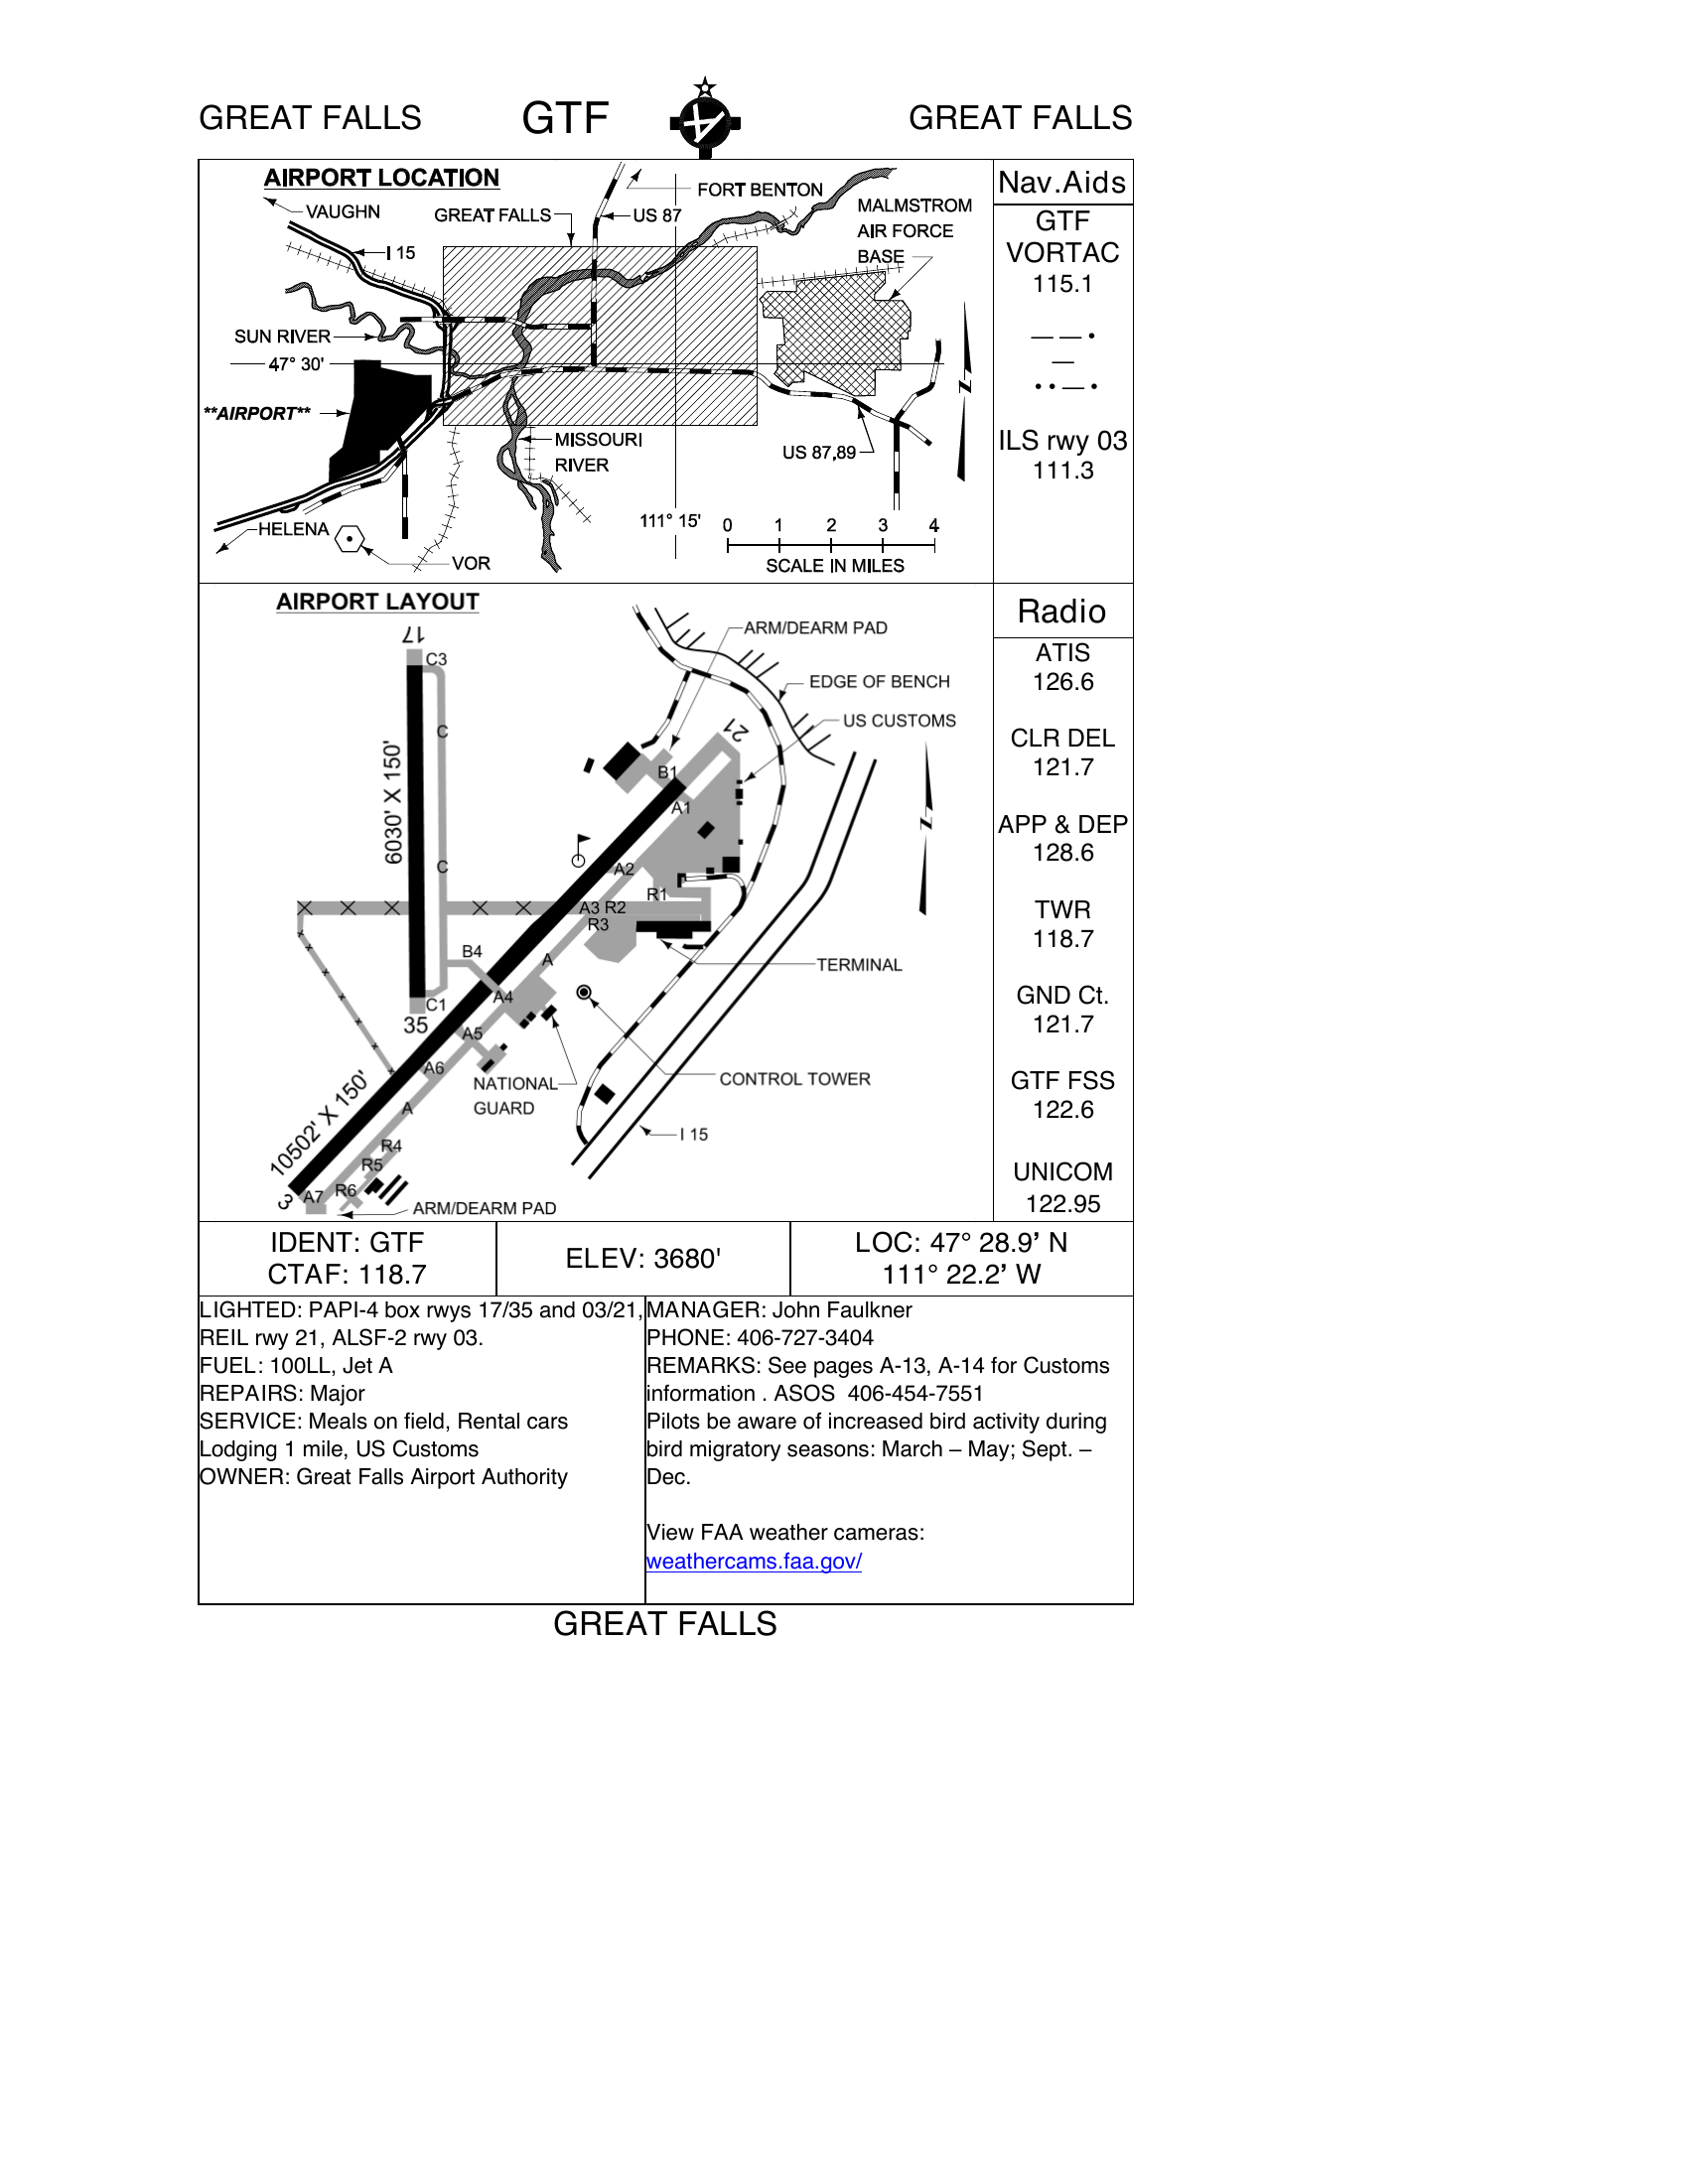 GREAT FALLS GTF GREAT FALLS
AIRPORT LOCATION
VAUGHN
GREAT FALLS
US 87
FORT BENTON
MALMSTROM
AIR FORCE
BASE
I 15
SUN RIVER
47° 30'
**AIRPORT**
MISSOURI
RIVER
US 87,89
N
HELENA
VOR
111° 15'
0 1 2 3 4
SCALE IN MILES
Nav.Aids
GTF
VORTAC
115.1
— — •
—
• • — •
ILS rwy 03
111.3
AIRPORT LAYOUT
17
C3
C
6030' X 150'
C
C1
35
ARM/DEARM PAD
EDGE OF BENCH
US CUSTOMS
21
B1
A1
A2
R1
A3 R2
R3
N
B4
A
A4
TERMINAL
A5
A6
NATIONAL
GUARD
CONTROL TOWER
A
10502' X 150'
I 15
R4
R5
R6
A7
3
ARM/DEARM PAD
Radio
ATIS
126.6
CLR DEL
121.7
APP & DEP
128.6
TWR
118.7
GND Ct.
121.7
GTF FSS
122.6
UNICOM
122.95
IDENT: GTF
CTAF: 118.7
ELEV: 3680'
LOC: 47° 28.9’ N
111° 22.2’ W
LIGHTED: PAPI-4 box rwys 17/35 and 03/21,
REIL rwy 21, ALSF-2 rwy 03.
FUEL: 100LL, Jet A
REPAIRS: Major
SERVICE: Meals on field, Rental cars
Lodging 1 mile, US Customs
OWNER: Great Falls Airport Authority
MANAGER: John Faulkner
PHONE: 406-727-3404
REMARKS: See pages A-13, A-14 for Customs
information . ASOS 406-454-7551
Pilots be aware of increased bird activity during
bird migratory seasons: March – May; Sept. –
Dec.
View FAA weather cameras:
weathercams.faa.gov/
GREAT FALLS